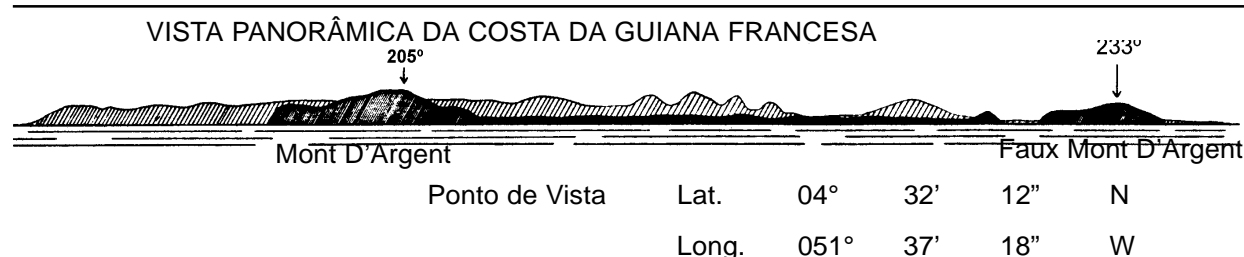 VISTA PANORÂMICA DA COSTA DA GUIANA FRANCESA
205º 233º
Mont D'Argent Faux Mont D'Argent
Ponto de Vista Lat. 04° 32’ 12” N
Long. 051° 37’ 18” W